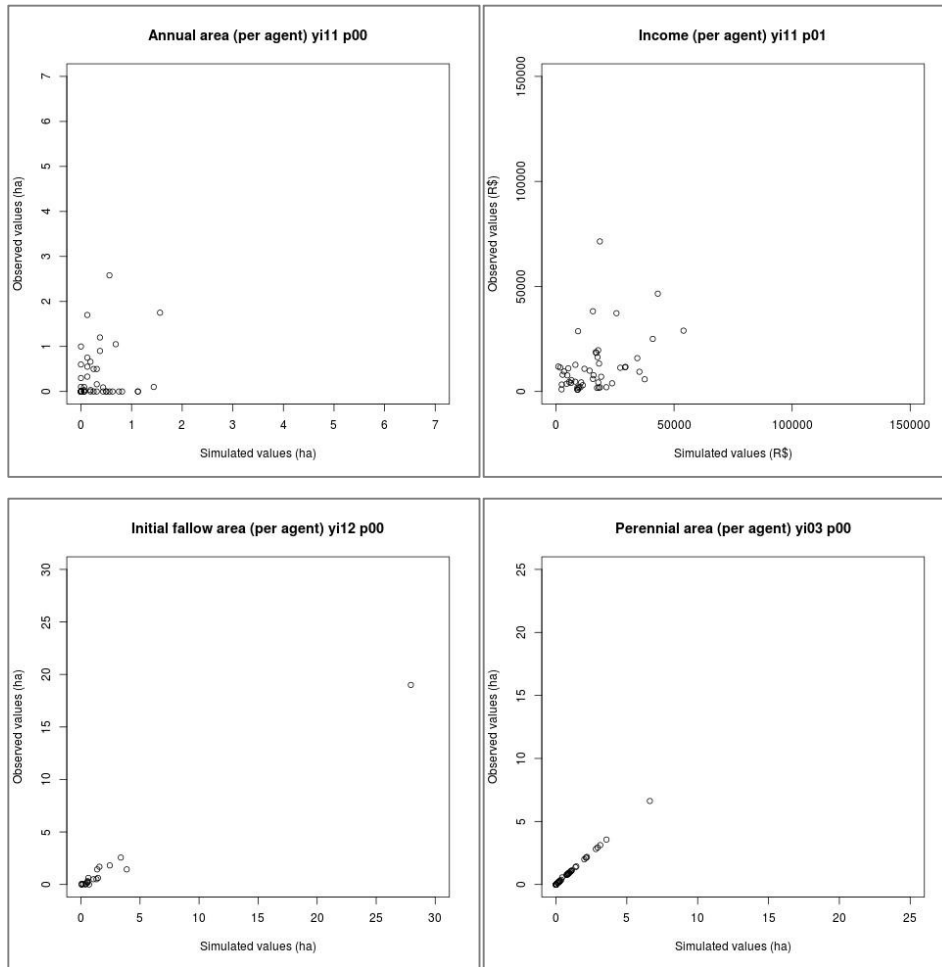 Annual area (per agent) yi11 p00
Observed values (ha)
7
6
5
4
3
2
1
0
0 1 2 3 4 5 6 7
Simulated values (ha)
Income (per agent) yi11 p01
Observed values (R$)
150000
100000
50000
0
0 50000 100000 150000
Simulated values (R$)
Initial fallow area (per agent) yi12 p00
Observed values (ha)
30
25
20
15
10
5
0
0 5 10 15 20 25 30
Simulated values (ha)
Perennial area (per agent) yi03 p00
Observed values (ha)
25
20
15
10
5
0
0 5 10 15 20 25
Simulated values (ha)